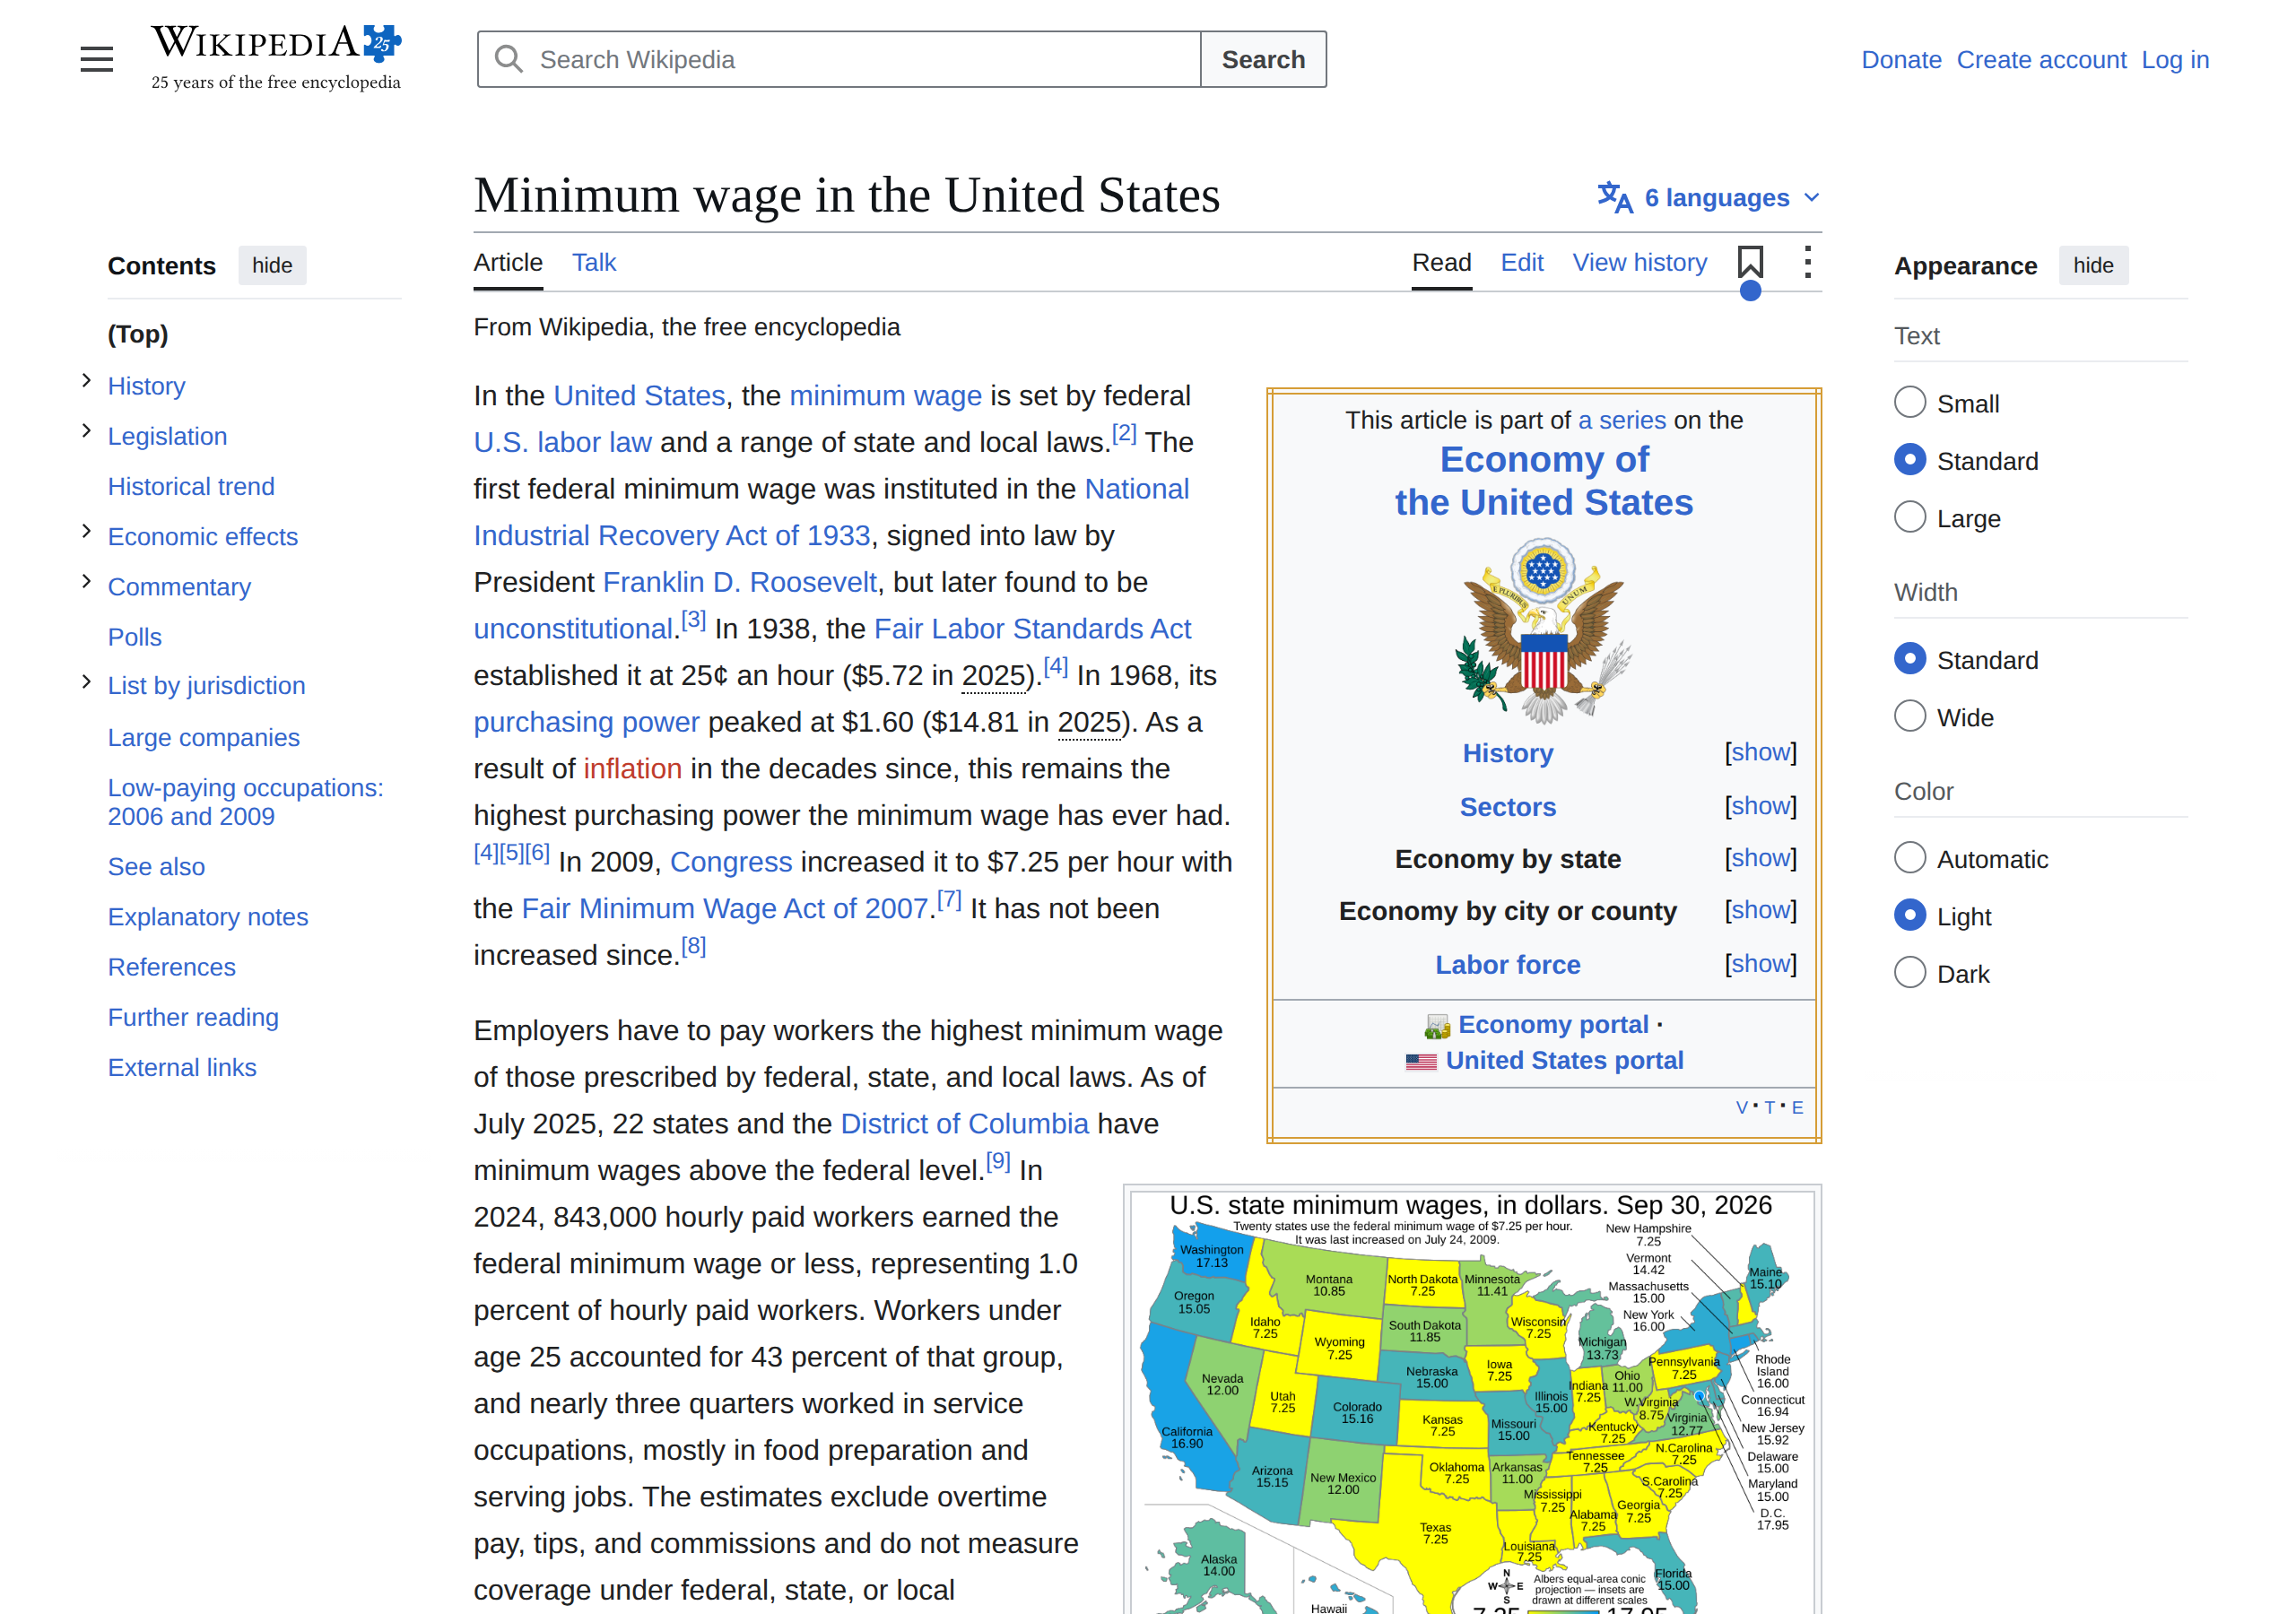 WIKIPEDIA 25
25 years of the free encyclopedia
Search Wikipedia
Search
Donate Create account Log in
Minimum wage in the United States
6 languages
Article Talk
Read Edit View history
From Wikipedia, the free encyclopedia
Contents hide
(Top)
History
Legislation
Historical trend
Economic effects
Commentary
Polls
List by jurisdiction
Large companies
Low-paying occupations:
2006 and 2009
See also
Explanatory notes
References
Further reading
External links
In the United States, the minimum wage is set by federal
U.S. labor law and a range of state and local laws.[2] The
first federal minimum wage was instituted in the National
Industrial Recovery Act of 1933, signed into law by
President Franklin D. Roosevelt, but later found to be
unconstitutional.[3] In 1938, the Fair Labor Standards Act
established it at 25¢ an hour ($5.72 in 2025).[4] In 1968, its
purchasing power peaked at $1.60 ($14.81 in 2025). As a
result of inflation in the decades since, this remains the
highest purchasing power the minimum wage has ever had.
[4][5][6] In 2009, Congress increased it to $7.25 per hour with
the Fair Minimum Wage Act of 2007.[7] It has not been
increased since.[8]
Employers have to pay workers the highest minimum wage
of those prescribed by federal, state, and local laws. As of
July 2025, 22 states and the District of Columbia have
minimum wages above the federal level.[9] In
2024, 843,000 hourly paid workers earned the
federal minimum wage or less, representing 1.0
percent of hourly paid workers. Workers under
age 25 accounted for 43 percent of that group,
and nearly three quarters worked in service
occupations, mostly in food preparation and
serving jobs. The estimates exclude overtime
pay, tips, and commissions and do not measure
coverage under federal, state, or local
This article is part of a series on the
Economy of
the United States
E PLURIBUS UNUM
History [show]
Sectors [show]
Economy by state [show]
Economy by city or county [show]
Labor force [show]
Economy portal ·
United States portal
V · T · E
U.S. state minimum wages, in dollars. Sep 30, 2026
Twenty states use the federal minimum wage of $7.25 per hour.
It was last increased on July 24, 2009.
New Hampshire
7.25
Vermont
14.42
Massachusetts
15.00
New York
16.00
Maine
15.10
Washington
17.13
Oregon
15.05
California
16.90
Idaho
7.25
Nevada
12.00
Montana
10.85
Wyoming
7.25
Utah
7.25
Colorado
15.16
Arizona
15.15
New Mexico
12.00
North Dakota
7.25
South Dakota
11.85
Nebraska
15.00
Kansas
7.25
Oklahoma
7.25
Texas
7.25
Minnesota
11.41
Iowa
7.25
Missouri
15.00
Arkansas
11.00
Louisiana
7.25
Wisconsin
7.25
Illinois
15.00
Michigan
13.73
Indiana
7.25
Ohio
11.00
Kentucky
7.25
Tennessee
7.25
Mississippi
7.25
Alabama
7.25
Georgia
7.25
Florida
15.00
S.Carolina
7.25
N.Carolina
7.25
Virginia
12.77
W.Virginia
8.75
Pennsylvania
7.25
Rhode
Island
16.00
Connecticut
16.94
New Jersey
15.92
Delaware
15.00
Maryland
15.00
D.C.
17.95
Alaska
14.00
Hawaii
N
W E
S
Albers equal-area conic
projection — insets are
drawn at different scales
7.25 17.95
Appearance hide
Text
Small
Standard
Large
Width
Standard
Wide
Color
Automatic
Light
Dark